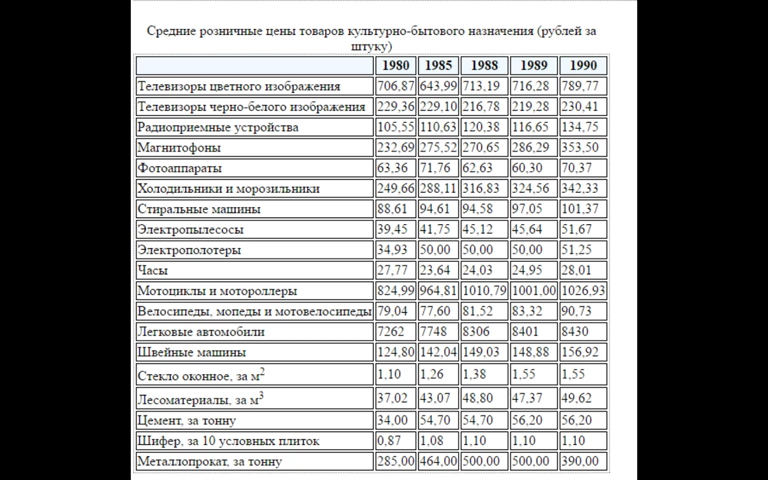 Средние розничные цены товаров культурно-бытового назначения (рублей за
штуку)
1980 1985 1988 1989 1990
Телевизоры цветного изображения 706,87 643,99 713,19 716,28 789,77
Телевизоры черно-белого изображения 229,36 229,10 216,78 219,28 230,41
Радиоприемные устройства 105,55 110,63 120,38 116,65 134,75
Магнитофоны 232,69 275,52 270,65 286,29 353,50
Фотоаппараты 63,36 71,76 62,63 60,30 70,37
Холодильники и морозильники 249,66 288,11 316,83 324,56 342,33
Стиральные машины 88,61 94,61 94,58 97,05 101,37
Электропылесосы 39,45 41,75 45,12 45,64 51,67
Электрополотеры 34,93 50,00 50,00 50,00 51,25
Часы 27,77 23,64 24,03 24,95 28,01
Мотоциклы и мотороллеры 824,99 964,81 1010,79 1001,00 1026,93
Велосипеды, мопеды и мотовелосипеды 79,04 77,60 81,52 83,32 90,73
Легковые автомобили 7262 7748 8306 8401 8430
Швейные машины 124,80 142,04 149,03 148,88 156,92
Стекло оконное, за м² 1,10 1,26 1,38 1,55 1,55
Лесоматериалы, за м³ 37,02 43,07 48,80 47,37 49,62
Цемент, за тонну 34,00 54,70 54,70 56,20 56,20
Шифер, за 10 условных плиток 0,87 1,08 1,10 1,10 1,10
Металлопрокат, за тонну 285,00 464,00 500,00 500,00 390,00